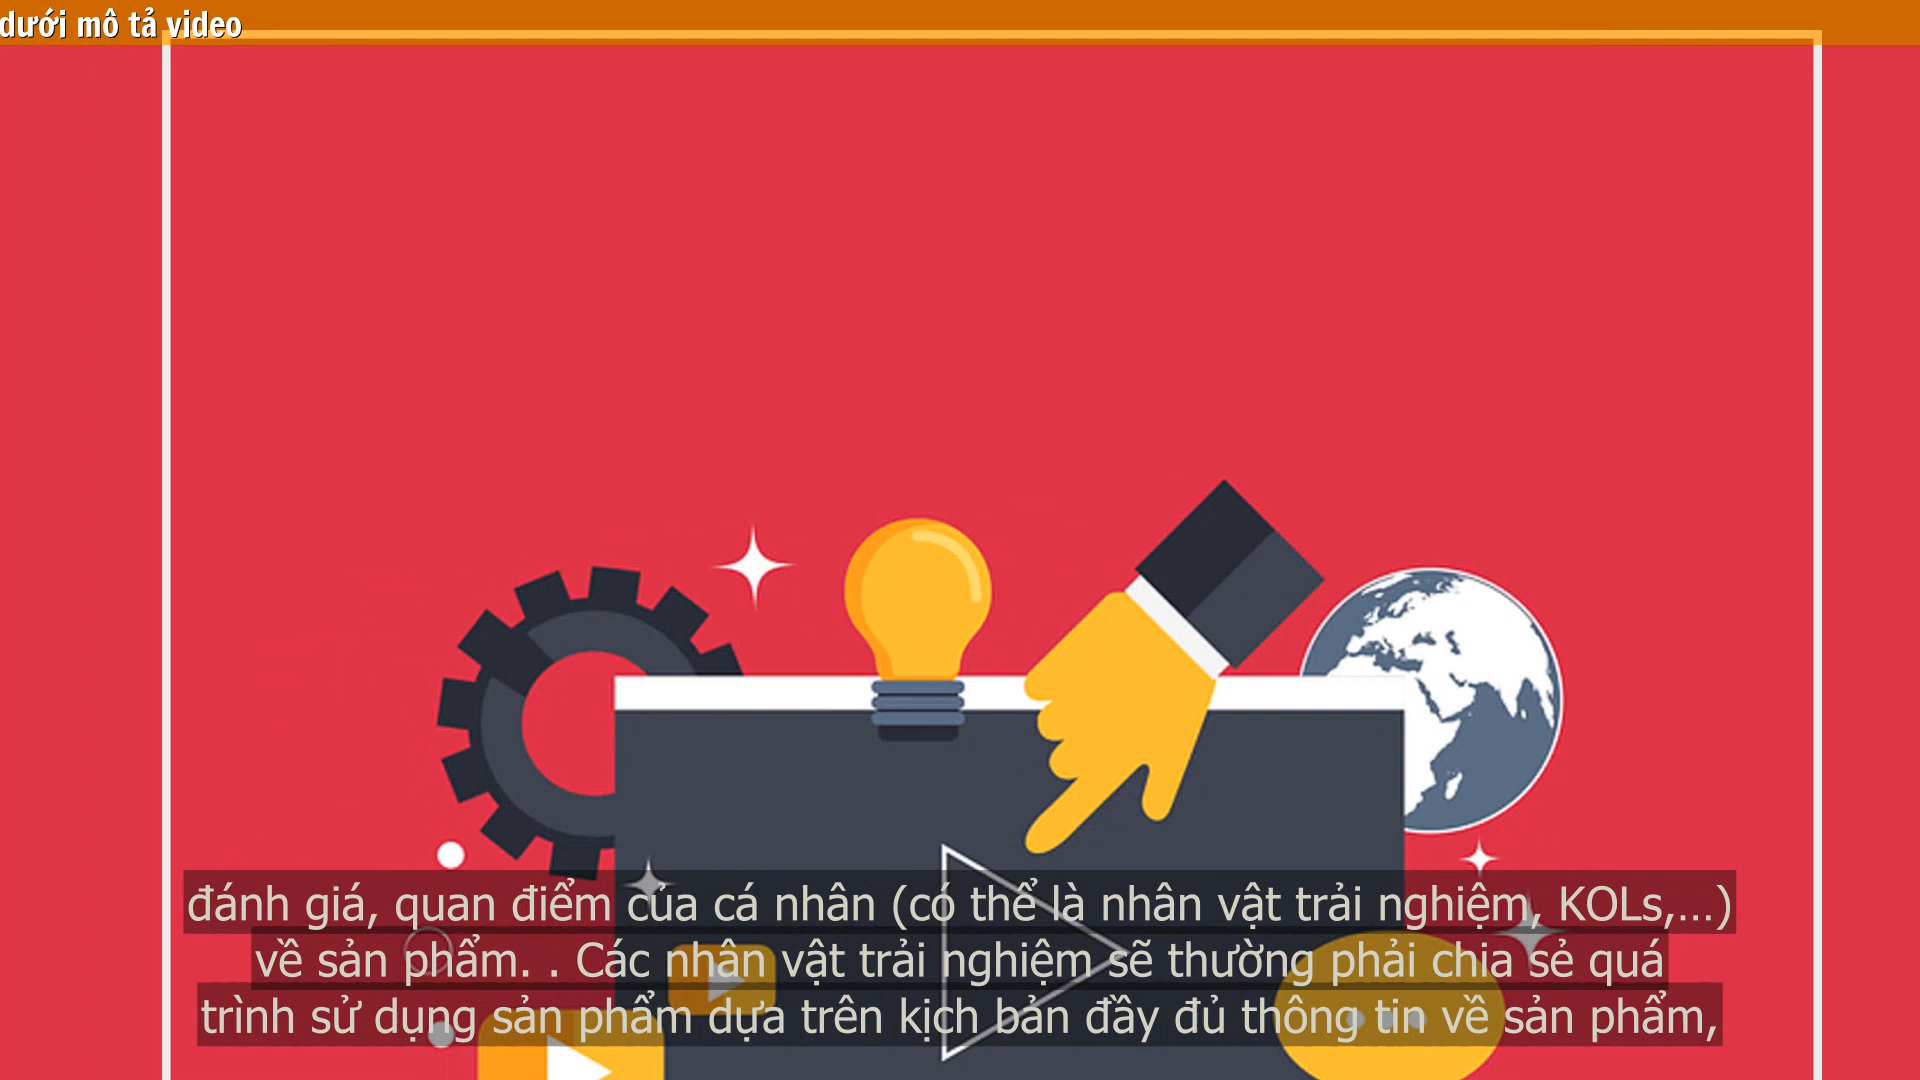 dưới mô tả video
đánh giá, quan điểm của cá nhân (có thể là nhân vật trải nghiệm, KOLs,...)
về sản phẩm. . Các nhân vật trải nghiệm sẽ thường phải chia sẻ quá
trình sử dụng sản phẩm dựa trên kịch bản đầy đủ thông tin về sản phẩm,